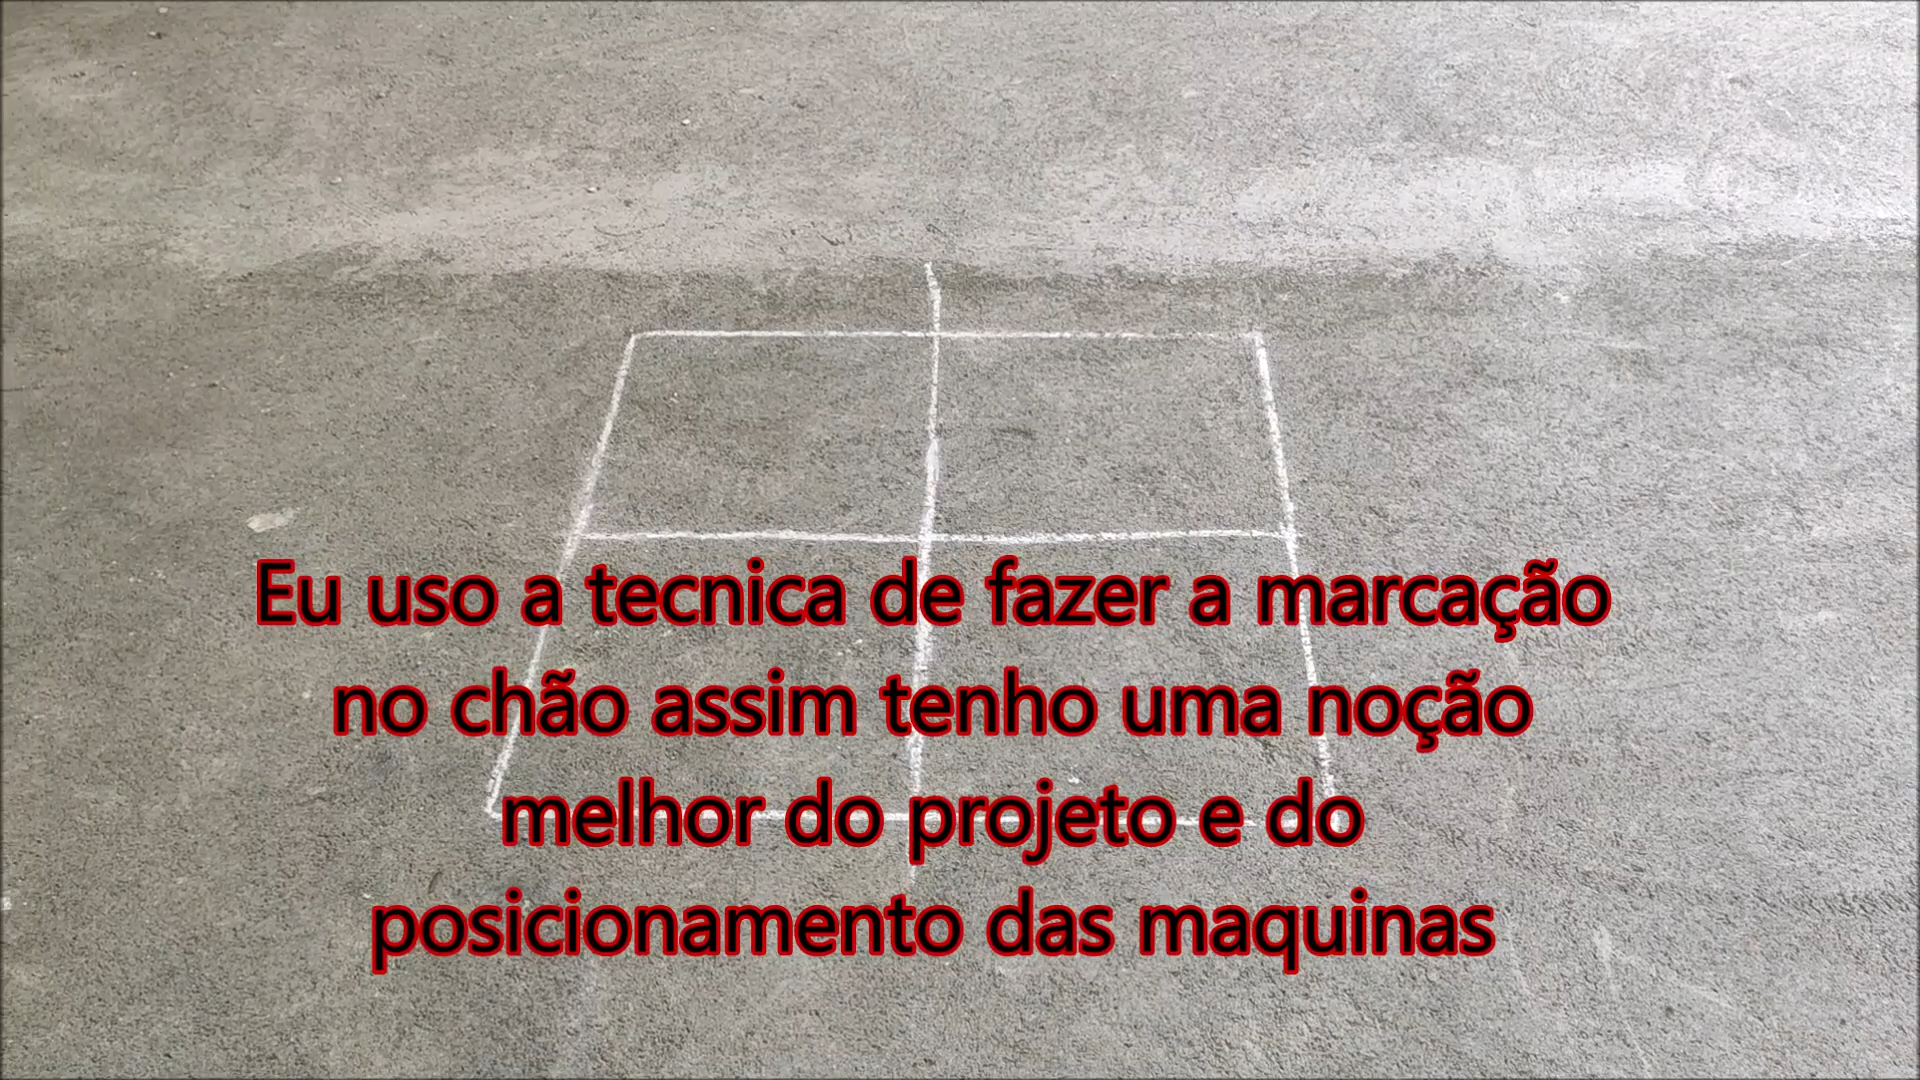 Eu uso a tecnica de fazer a marcação
no chão assim tenho uma noção
melhor do projeto e do
posicionamento das maquinas